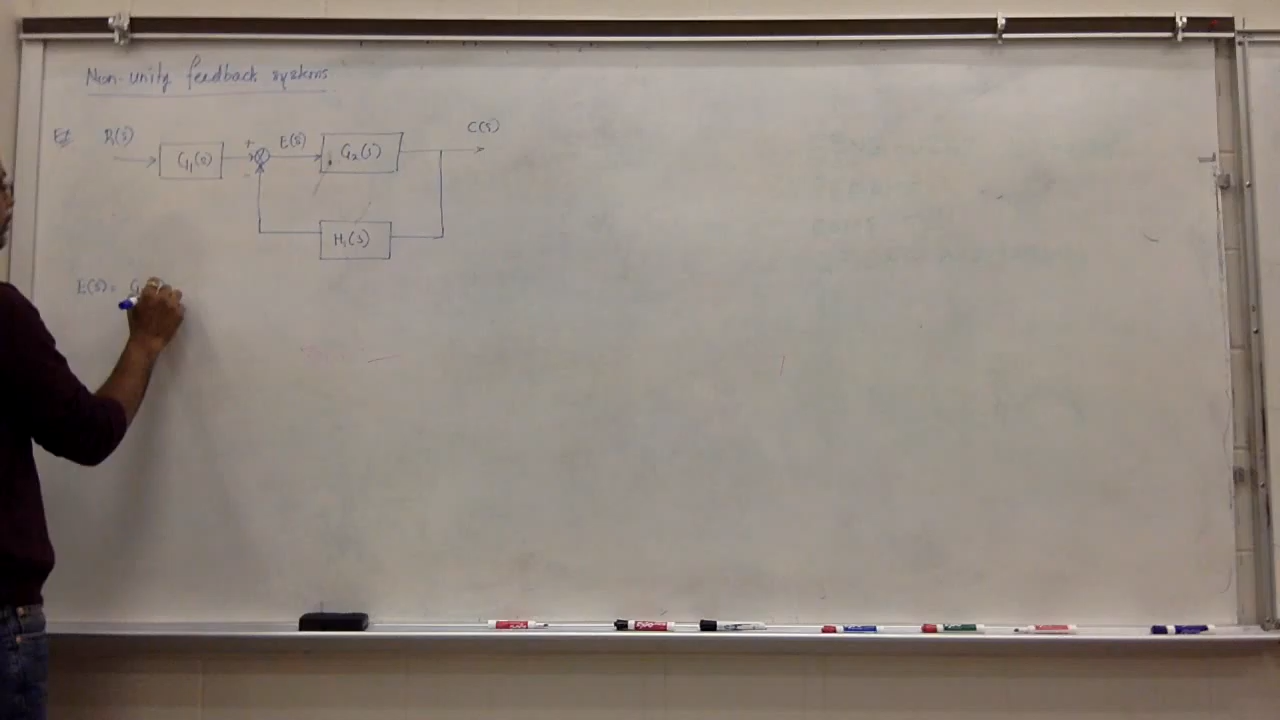 Non-unity feedback systems
Ex R(s) G₁(s) + - E(s) G₂(s) C(s)
H₁(s)
E(s) = G